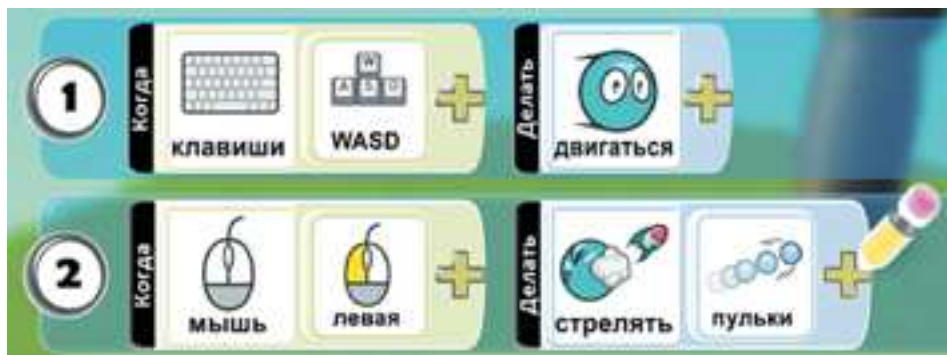 1 Когда клавиши W A S D WASD Делать двигаться
2 Когда мышь левая Делать стрелять пульки